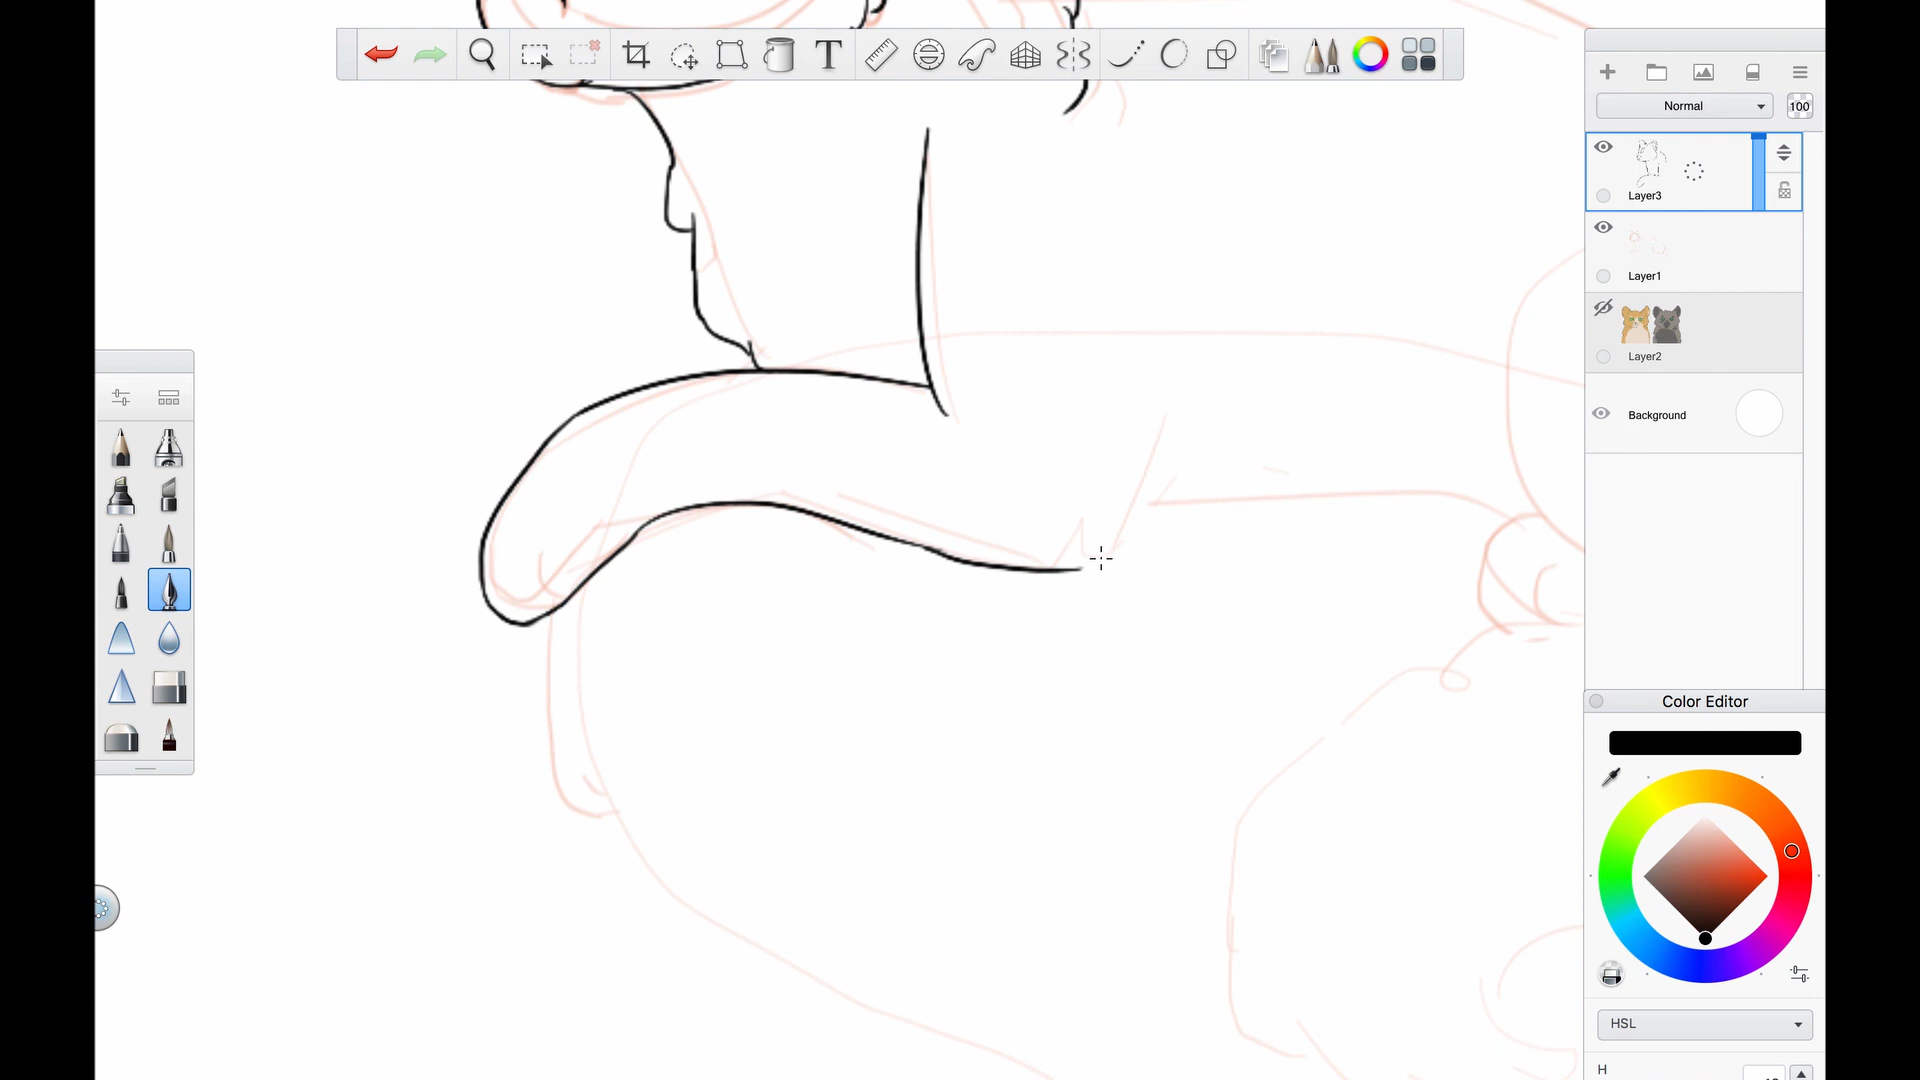 T
Normal
100
Layer3
Layer1
Layer2
Background
Color Editor
HSL
H